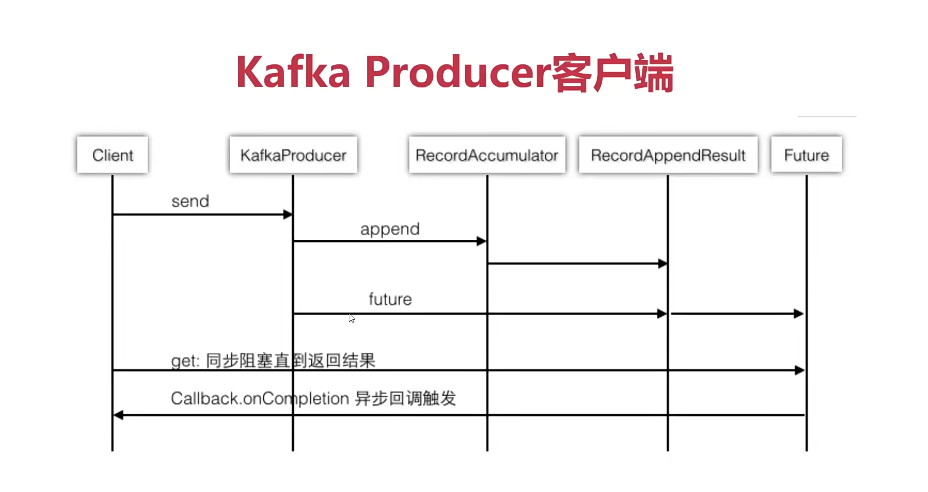 Kafka Producer客户端
Client
KafkaProducer
RecordAccumulator
RecordAppendResult
Future
send
append
future
get: 同步阻塞直到返回结果
Callback.onCompletion 异步回调触发